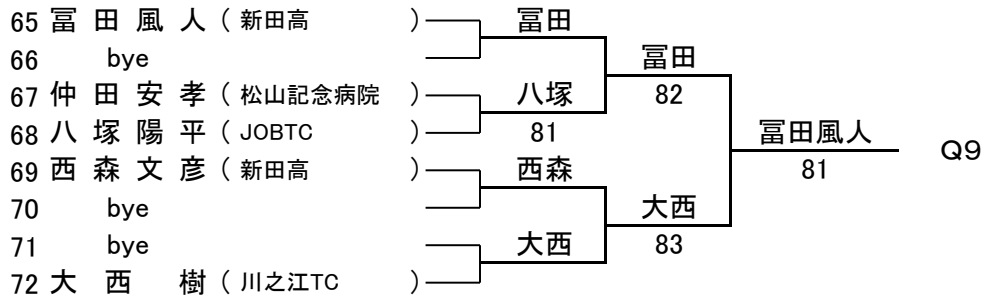 65 冨 田 風 人 ( 新田高 ) 冨田
66 bye 冨田
67 仲 田 安 孝 ( 松山記念病院 ) 八塚 82
68 八 塚 陽 平 ( JOBTC ) 81 冨田風人 Q9
69 西 森 文 彦 ( 新田高 ) 西森 81
70 bye 大西
71 bye 大西 83
72 大 西 樹 ( 川之江TC )